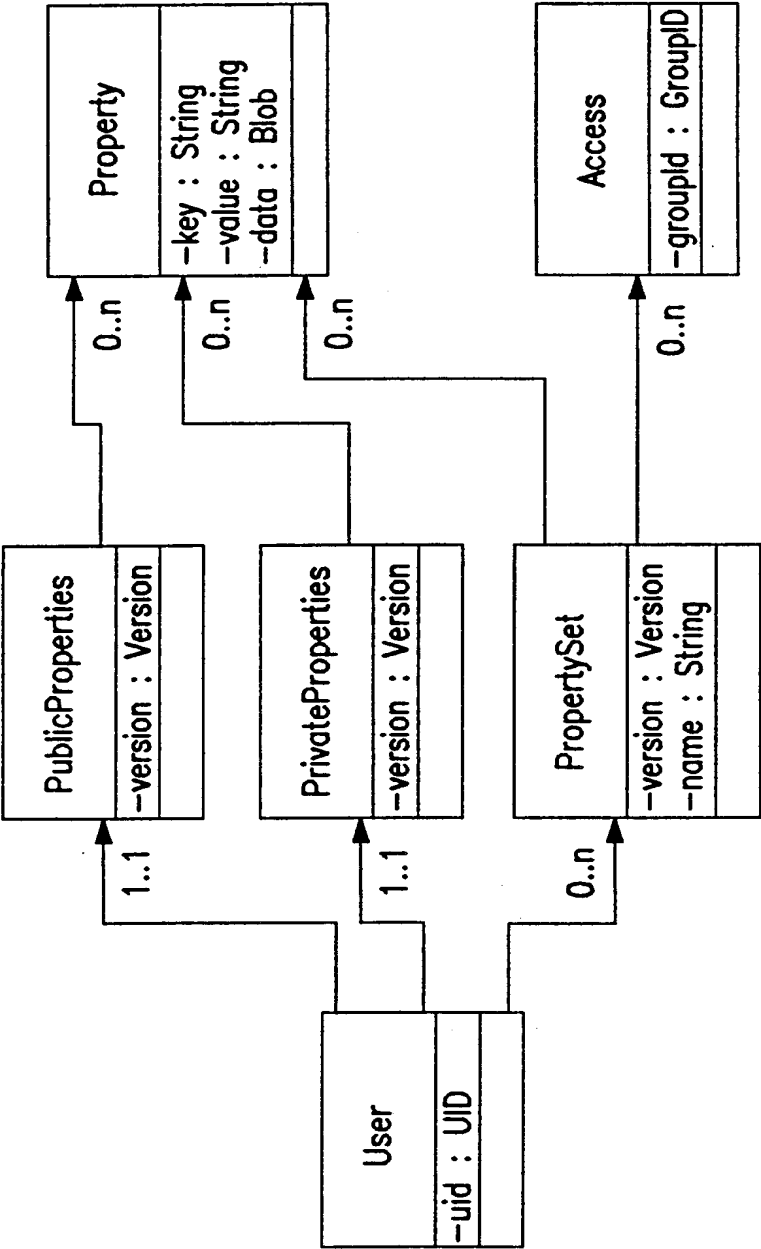 User
-uid : UID
1..1
1..1
0..n
PublicProperties
-version : Version
PrivateProperties
-version : Version
PropertySet
-version : Version
-name : String
0..n
0..n
0..n
0..n
Property
-key : String
-value : String
-data : Blob
Access
-groupId : GroupID